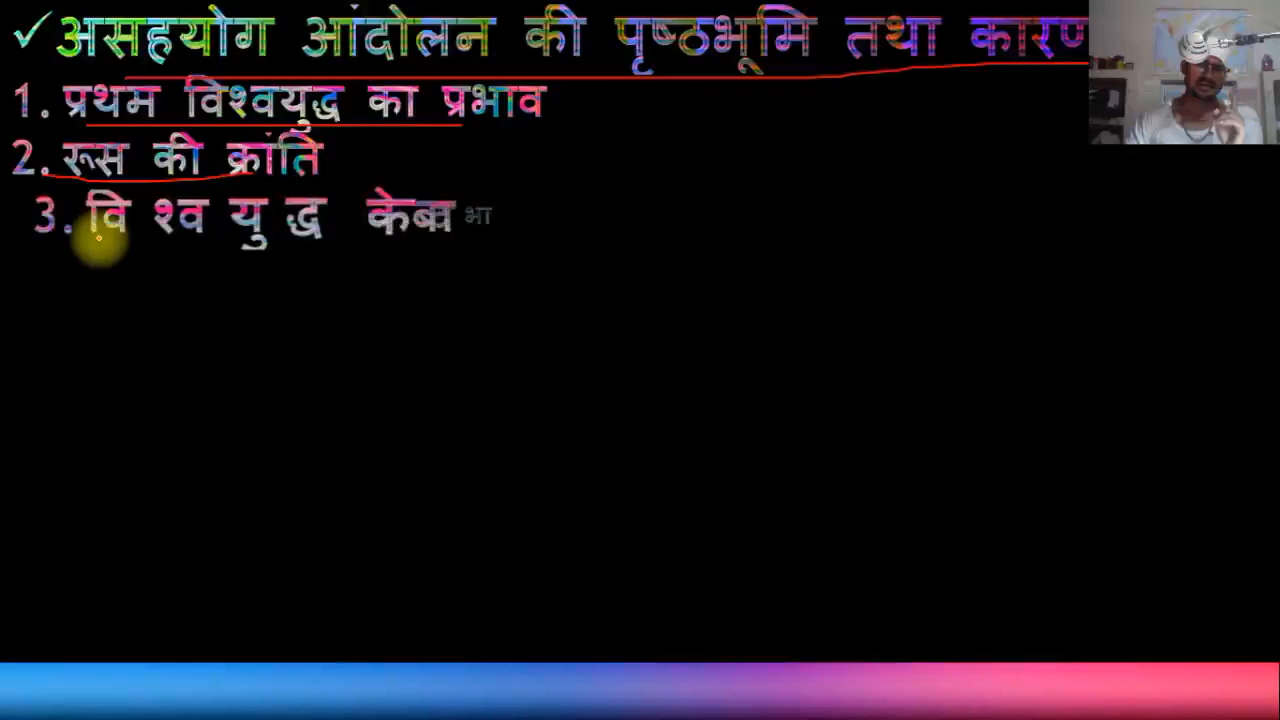 ✓असहयोग आंदोलन की पृष्ठभूमि तथा कारण
1. प्रथम विश्वयुद्ध का प्रभाव
2. रूस की क्रांति
3. विश्व युद्ध के